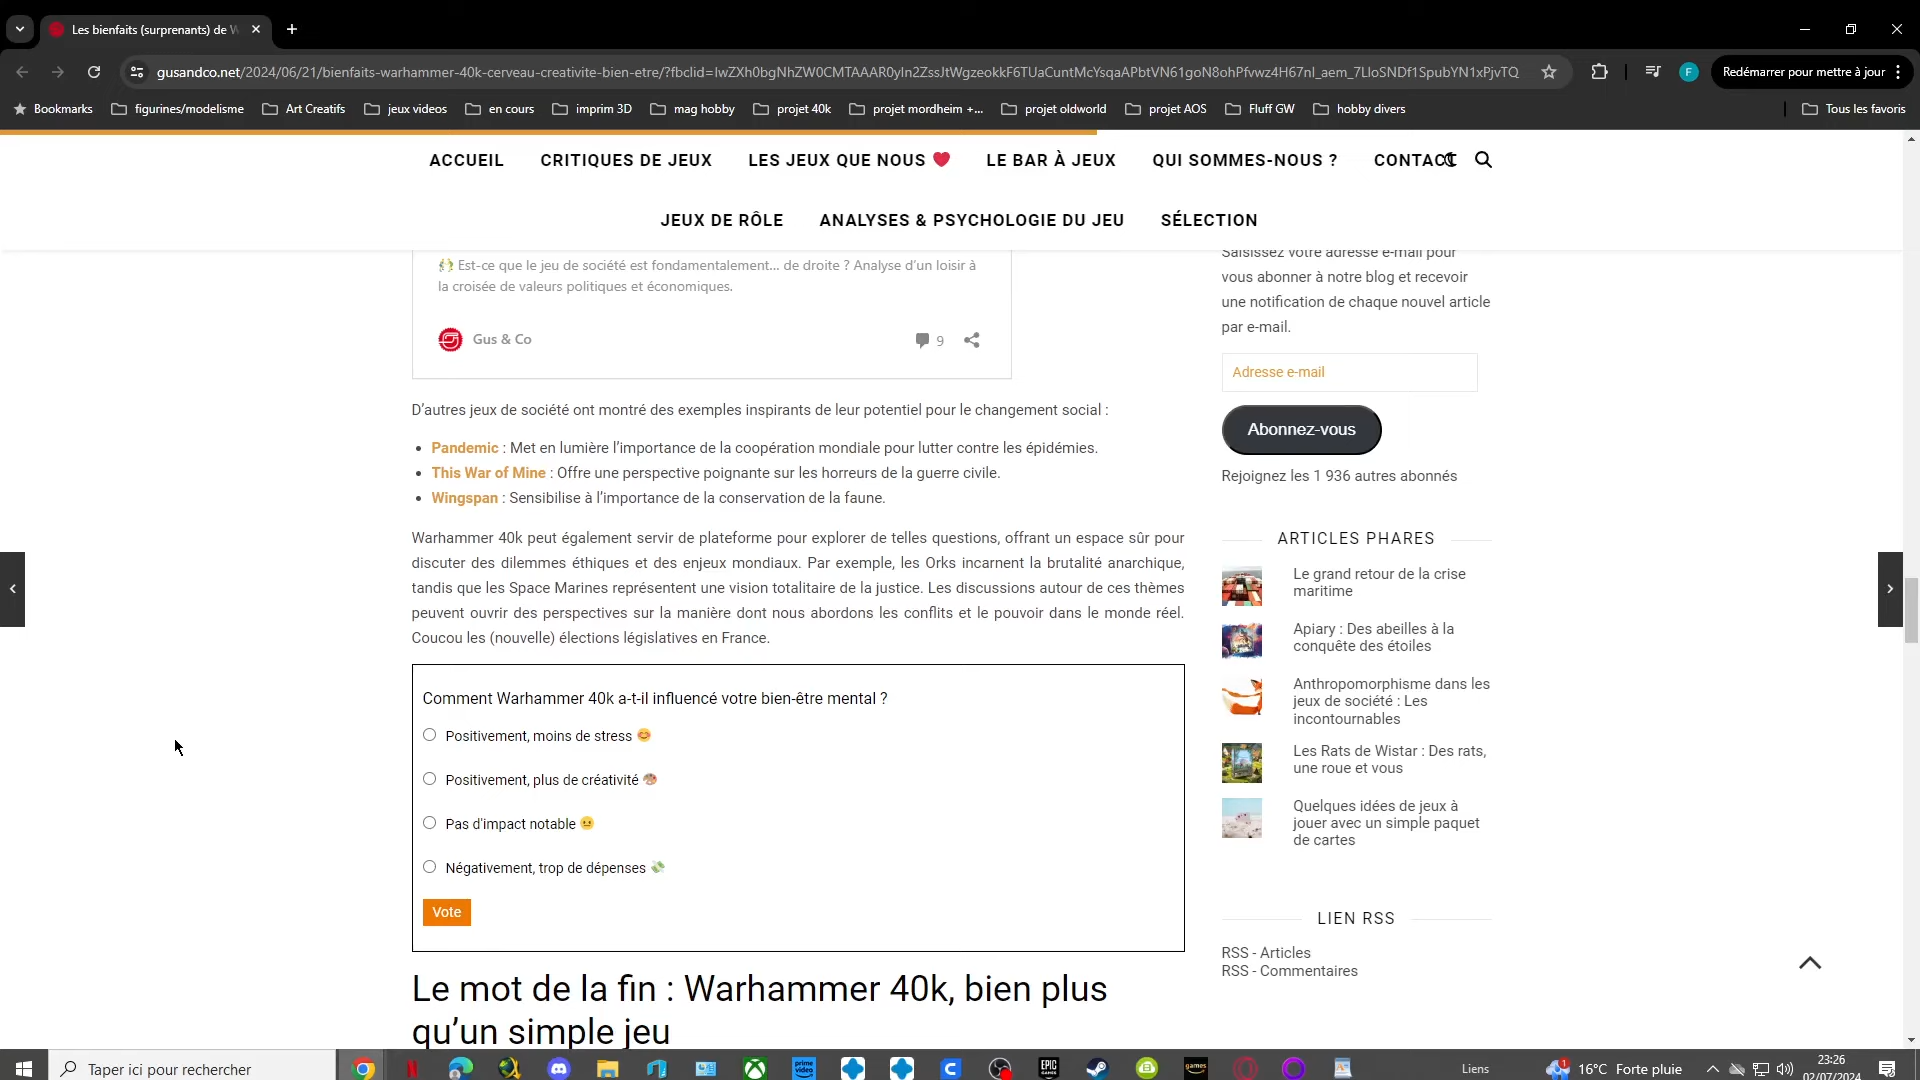 Les bienfaits (surprenants) de W
gusandco.net/2024/06/21/bienfaits-warhammer-40k-cerveau-creativite-bien-etre/?fbclid=IwZXh0bgNhZW0CMTAAAR0yIn2ZssJtWgzeokkF6TUaCuntMcYsqaAPbtVN61goN8ohPfvwz4H67nI_aem_7LIoSNDf1SpubYN1xPjvTQ
F
Redémarrer pour mettre à jour
Bookmarks
figurines/modelisme
Art Creatifs
jeux videos
en cours
imprim 3D
mag hobby
projet 40k
projet mordheim +...
projet oldworld
projet AOS
Fluff GW
hobby divers
Tous les favoris
ACCUEIL
CRITIQUES DE JEUX
LES JEUX QUE NOUS ❤️
LE BAR À JEUX
QUI SOMMES-NOUS ?
CONTACT
JEUX DE RÔLE
ANALYSES & PSYCHOLOGIE DU JEU
SÉLECTION
Est-ce que le jeu de société est fondamentalement… de droite ? Analyse d’un loisir à
la croisée de valeurs politiques et économiques.
Gus & Co
9
D’autres jeux de société ont montré des exemples inspirants de leur potentiel pour le changement social :
• Pandemic : Met en lumière l’importance de la coopération mondiale pour lutter contre les épidémies.
• This War of Mine : Offre une perspective poignante sur les horreurs de la guerre civile.
• Wingspan : Sensibilise à l’importance de la conservation de la faune.
Warhammer 40k peut également servir de plateforme pour explorer de telles questions, offrant un espace sûr pour
discuter des dilemmes éthiques et des enjeux mondiaux. Par exemple, les Orks incarnent la brutalité anarchique,
tandis que les Space Marines représentent une vision totalitaire de la justice. Les discussions autour de ces thèmes
peuvent ouvrir des perspectives sur la manière dont nous abordons les conflits et le pouvoir dans le monde réel.
Coucou les (nouvelle) élections législatives en France.
Comment Warhammer 40k a-t-il influencé votre bien-être mental ?
Positivement, moins de stress 😊
Positivement, plus de créativité 🎨
Pas d'impact notable 😐
Négativement, trop de dépenses 💸
Vote
Le mot de la fin : Warhammer 40k, bien plus
qu’un simple jeu
Saisissez votre adresse e-mail pour
vous abonner à notre blog et recevoir
une notification de chaque nouvel article
par e-mail.
Adresse e-mail
Abonnez-vous
Rejoignez les 1 936 autres abonnés
ARTICLES PHARES
Le grand retour de la crise
maritime
Apiary : Des abeilles à la
conquête des étoiles
Anthropomorphisme dans les
jeux de société : Les
incontournables
Les Rats de Wistar : Des rats,
une roue et vous
Quelques idées de jeux à
jouer avec un simple paquet
de cartes
LIEN RSS
RSS - Articles
RSS - Commentaires
Taper ici pour rechercher
Liens
1
16°C Forte pluie
23:26
02/07/2024